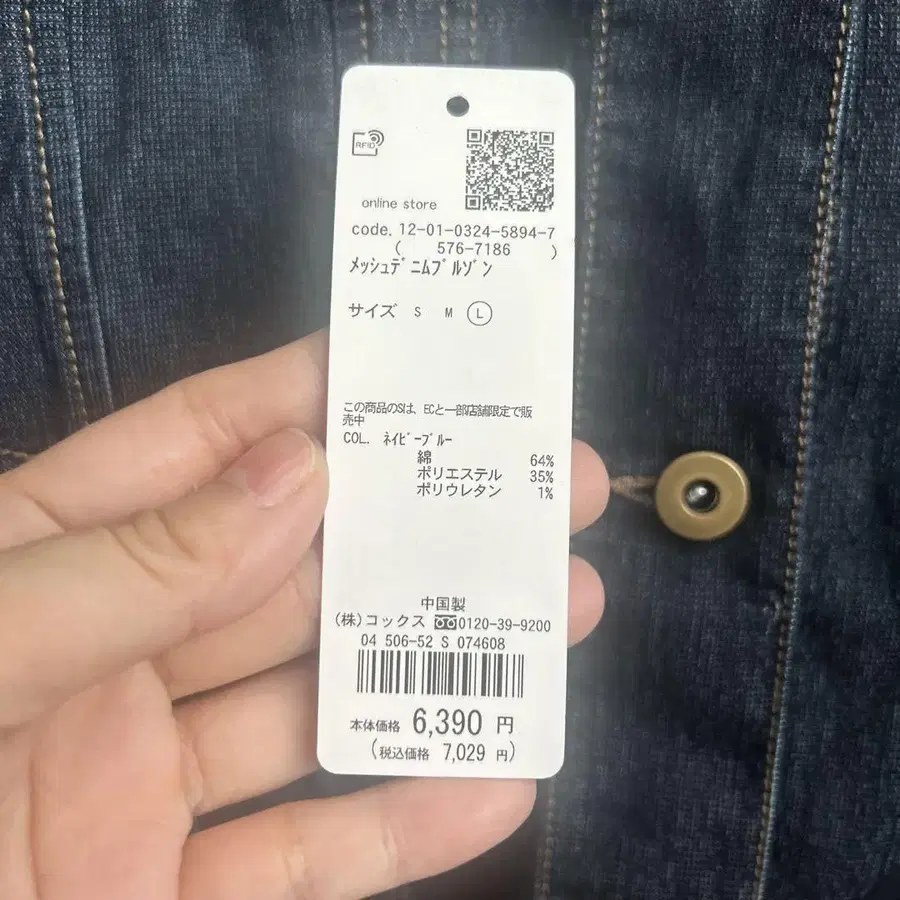 RFID
online store
code. 12-01-0324-5894-7
( 576-7186 )
ﾒｯｼｭﾃﾞﾆﾑﾌﾞﾙｿﾞﾝ
サイズ S M L
この商品のSは、ECと一部店舗限定で販
売中
COL. ﾈｲﾋﾞｰﾌﾞﾙｰ
綿 64%
ポリエステル 35%
ポリウレタン 1%
中国製
(株)コックス 0120-39-9200
04 506-52 S 074608
本体価格 6,390 円
(税込価格 7,029 円)